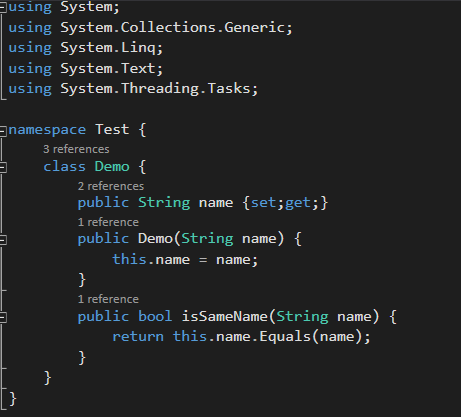 using System;
using System.Collections.Generic;
using System.Linq;
using System.Text;
using System.Threading.Tasks;
namespace Test {
3 references
class Demo {
2 references
public String name {set;get;}
1 reference
public Demo(String name) {
this.name = name;
}
1 reference
public bool isSameName(String name) {
return this.name.Equals(name);
}
}
}